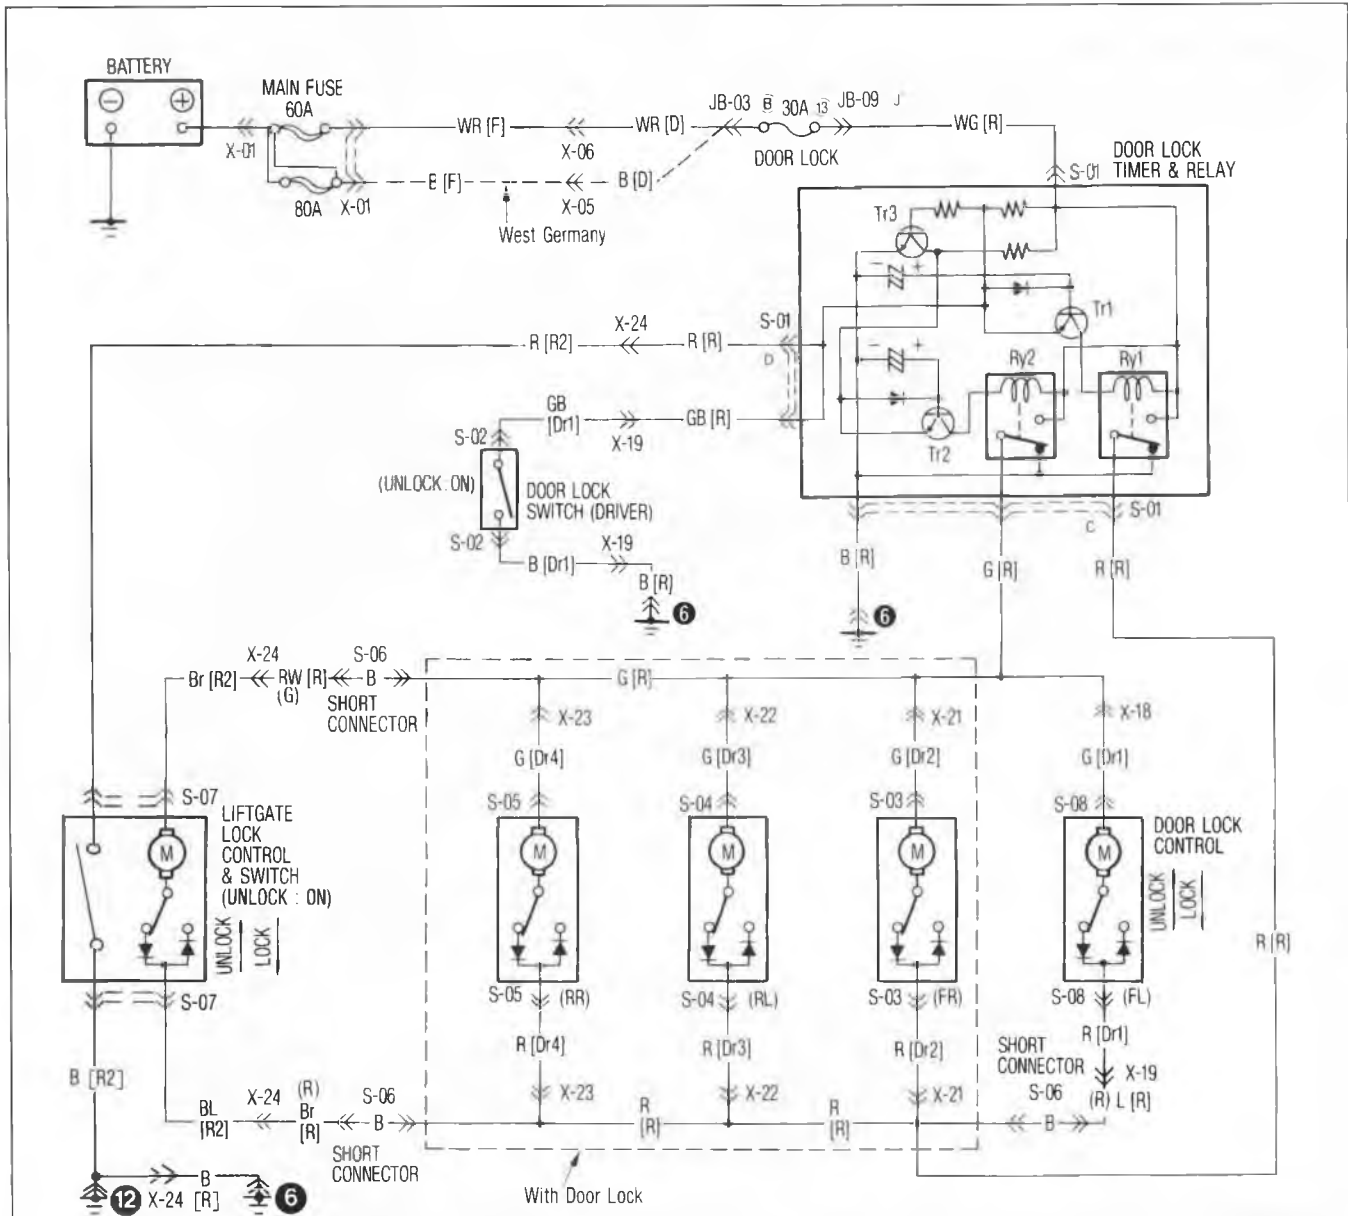 BATTERY
MAIN FUSE
60A
JB-03 B 30A 13 JB-09 J
WR [F]
WR [D]
WG [R]
X-01
X-06
DOOR LOCK
DOOR LOCK
TIMER & RELAY
S-01
80A
X-01
B [F]
B [D]
X-05
West Germany
Tr3
− +
Tr1
R [R2]
X-24
R [R]
S-01
D
− +
Ry2
Ry1
GB
[Dr1]
X-19
GB [R]
S-02
Tr2
(UNLOCK : ON)
DOOR LOCK
SWITCH (DRIVER)
S-02
B [Dr1]
X-19
C
S-01
B [R]
B [R]
G [R]
R [R]
6
6
X-24
S-06
Br [R2]
RW [R]
(G)
B
G [R]
SHORT
CONNECTOR
X-23
X-22
X-21
X-18
G [Dr4]
G [Dr3]
G [Dr2]
G [Dr1]
S-07
S-05
S-04
S-03
S-08
LIFTGATE
LOCK
CONTROL
& SWITCH
(UNLOCK : ON)
M
M
M
M
M
DOOR LOCK
CONTROL
UNLOCK
LOCK
UNLOCK
LOCK
R [R]
S-07
S-05 (RR)
S-04 (RL)
S-03 (FR)
S-08 (FL)
R [Dr4]
R [Dr3]
R [Dr2]
R [Dr1]
SHORT
CONNECTOR
X-19
B [R2]
X-23
X-22
X-21
S-06
(R) L [R]
B
BL
[R2]
X-24
(R)
Br
[R]
S-06
B
R
[R]
R
[R]
SHORT
CONNECTOR
With Door Lock
12
X-24
B
[R]
6